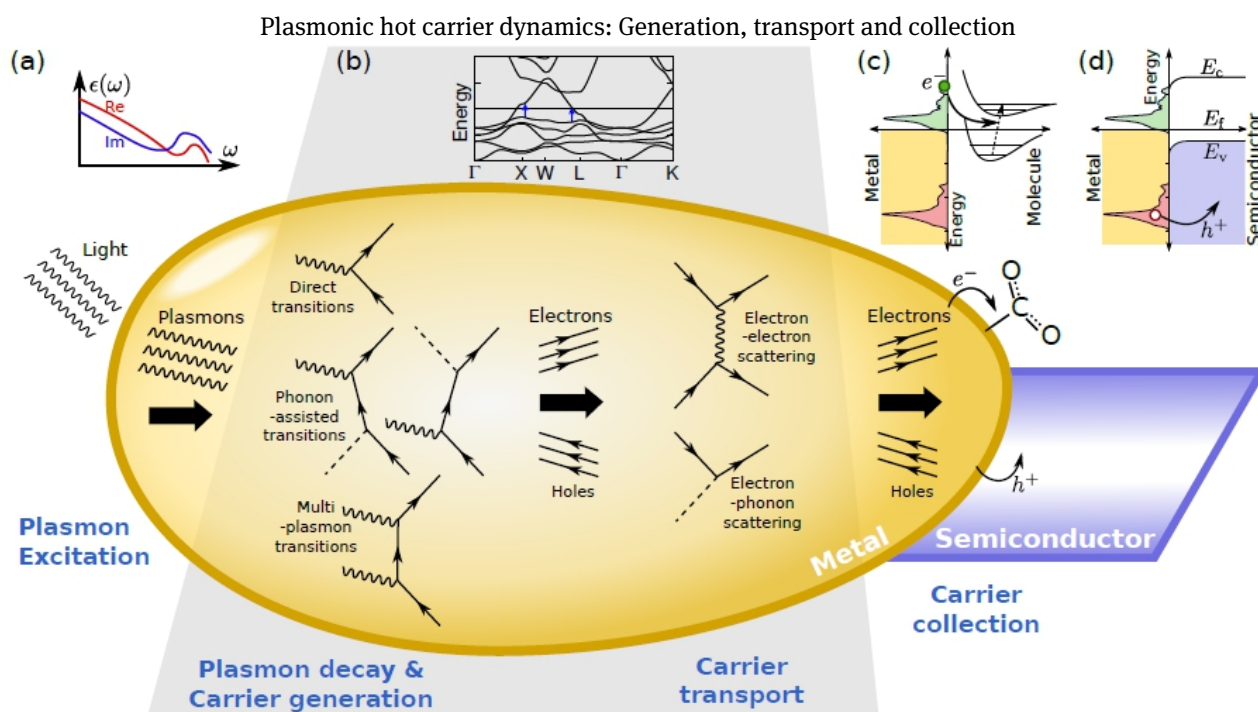 Plasmonic hot carrier dynamics: Generation, transport and collection
(a)
ϵ(ω)
Re
Im
ω
(b)
Energy
Γ X W L Γ K
(c)
Energy
e⁻
Metal
Energy
Molecule
(d)
Energy
E_c
E_f
E_v
Metal
h⁺
Semiconductor
Light
Plasmons
Direct
transitions
Phonon
-assisted
transitions
Multi
-plasmon
transitions
Electrons
Holes
Electron
-electron
scattering
Electron
-phonon
scattering
Electrons
Holes
e⁻
O
C
O
h⁺
Metal
Semiconductor
Plasmon
Excitation
Plasmon decay &
Carrier generation
Carrier
transport
Carrier
collection